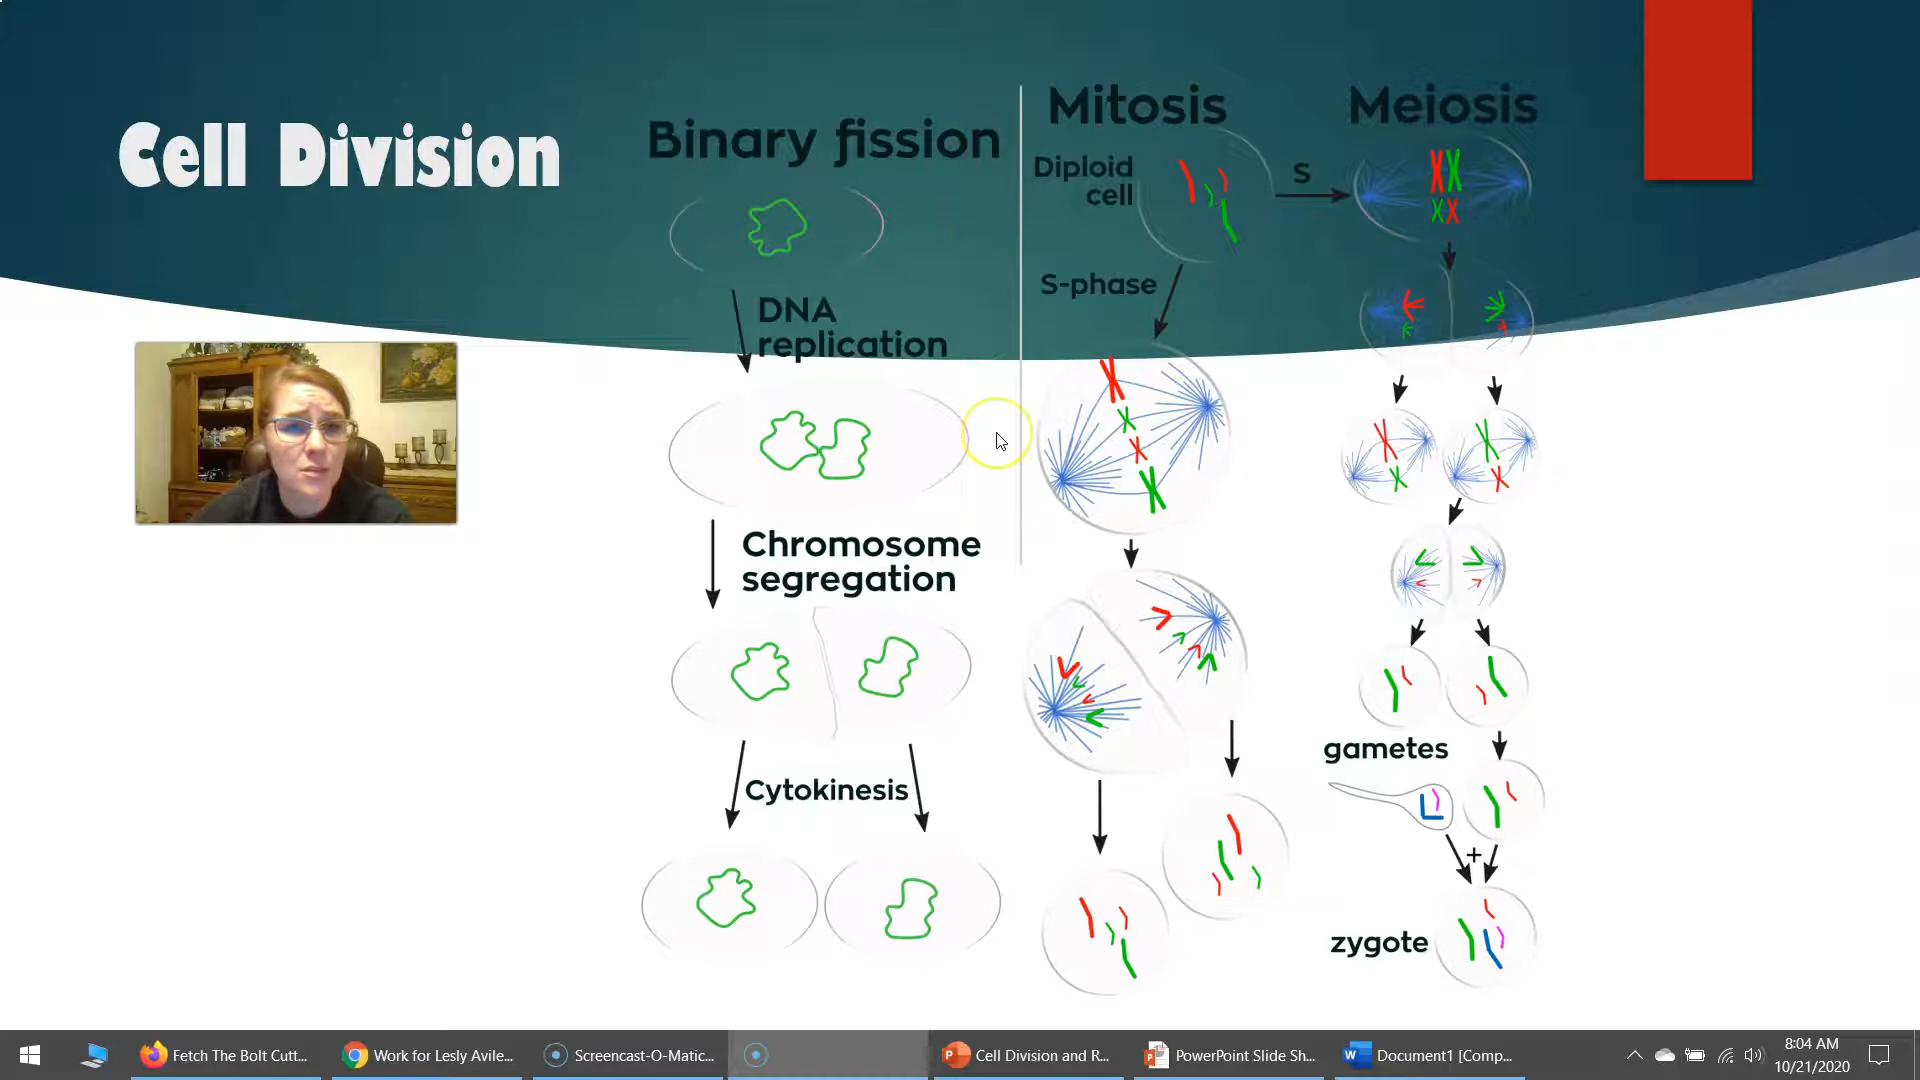 Cell Division
Binary fission
DNA
replication
Chromosome
segregation
Cytokinesis
Mitosis
Diploid
cell
S
S-phase
Meiosis
gametes
+
zygote
Fetch The Bolt Cutt...
Work for Lesly Avile...
Screencast-O-Matic...
Cell Division and R...
PowerPoint Slide Sh...
Document1 [Comp...
8:04 AM
10/21/2020